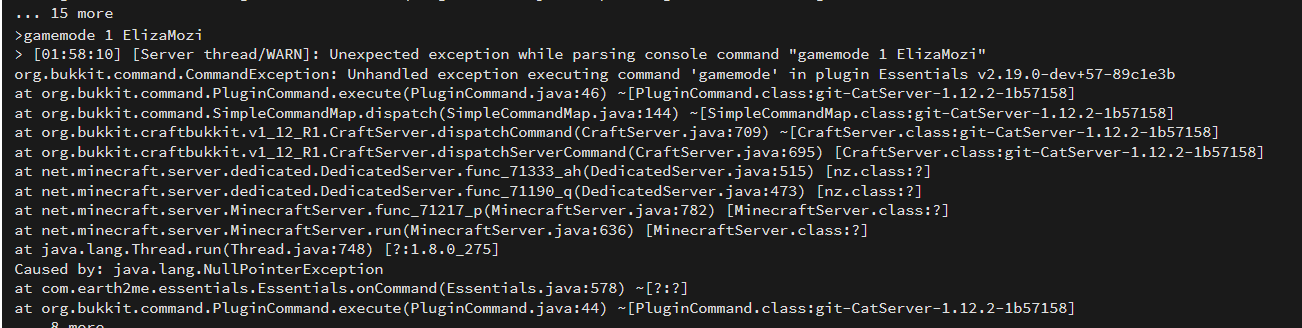 ... 15 more
>gamemode 1 ElizaMozi
> [01:58:10] [Server thread/WARN]: Unexpected exception while parsing console command "gamemode 1 ElizaMozi"
org.bukkit.command.CommandException: Unhandled exception executing command 'gamemode' in plugin Essentials v2.19.0-dev+57-89c1e3b
at org.bukkit.command.PluginCommand.execute(PluginCommand.java:46) ~[PluginCommand.class:git-CatServer-1.12.2-1b57158]
at org.bukkit.command.SimpleCommandMap.dispatch(SimpleCommandMap.java:144) ~[SimpleCommandMap.class:git-CatServer-1.12.2-1b57158]
at org.bukkit.craftbukkit.v1_12_R1.CraftServer.dispatchCommand(CraftServer.java:709) ~[CraftServer.class:git-CatServer-1.12.2-1b57158]
at org.bukkit.craftbukkit.v1_12_R1.CraftServer.dispatchServerCommand(CraftServer.java:695) [CraftServer.class:git-CatServer-1.12.2-1b57158]
at net.minecraft.server.dedicated.DedicatedServer.func_71333_ah(DedicatedServer.java:515) [nz.class:?]
at net.minecraft.server.dedicated.DedicatedServer.func_71190_q(DedicatedServer.java:473) [nz.class:?]
at net.minecraft.server.MinecraftServer.func_71217_p(MinecraftServer.java:782) [MinecraftServer.class:?]
at net.minecraft.server.MinecraftServer.run(MinecraftServer.java:636) [MinecraftServer.class:?]
at java.lang.Thread.run(Thread.java:748) [?:1.8.0_275]
Caused by: java.lang.NullPointerException
at com.earth2me.essentials.Essentials.onCommand(Essentials.java:578) ~[?:?]
at org.bukkit.command.PluginCommand.execute(PluginCommand.java:44) ~[PluginCommand.class:git-CatServer-1.12.2-1b57158]
... 8 more